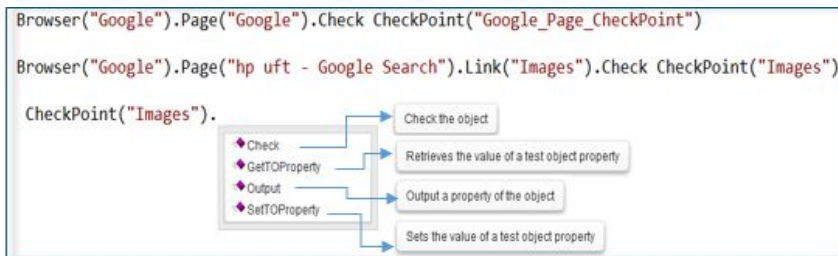 Browser("Google").Page("Google").Check CheckPoint("Google_Page_CheckPoint")
Browser("Google").Page("hp uft - Google Search").Link("Images").Check CheckPoint("Images")
CheckPoint("Images").
Check
GetTOProperty
Output
SetTOProperty
Check the object
Retrieves the value of a test object property
Output a property of the object
Sets the value of a test object property